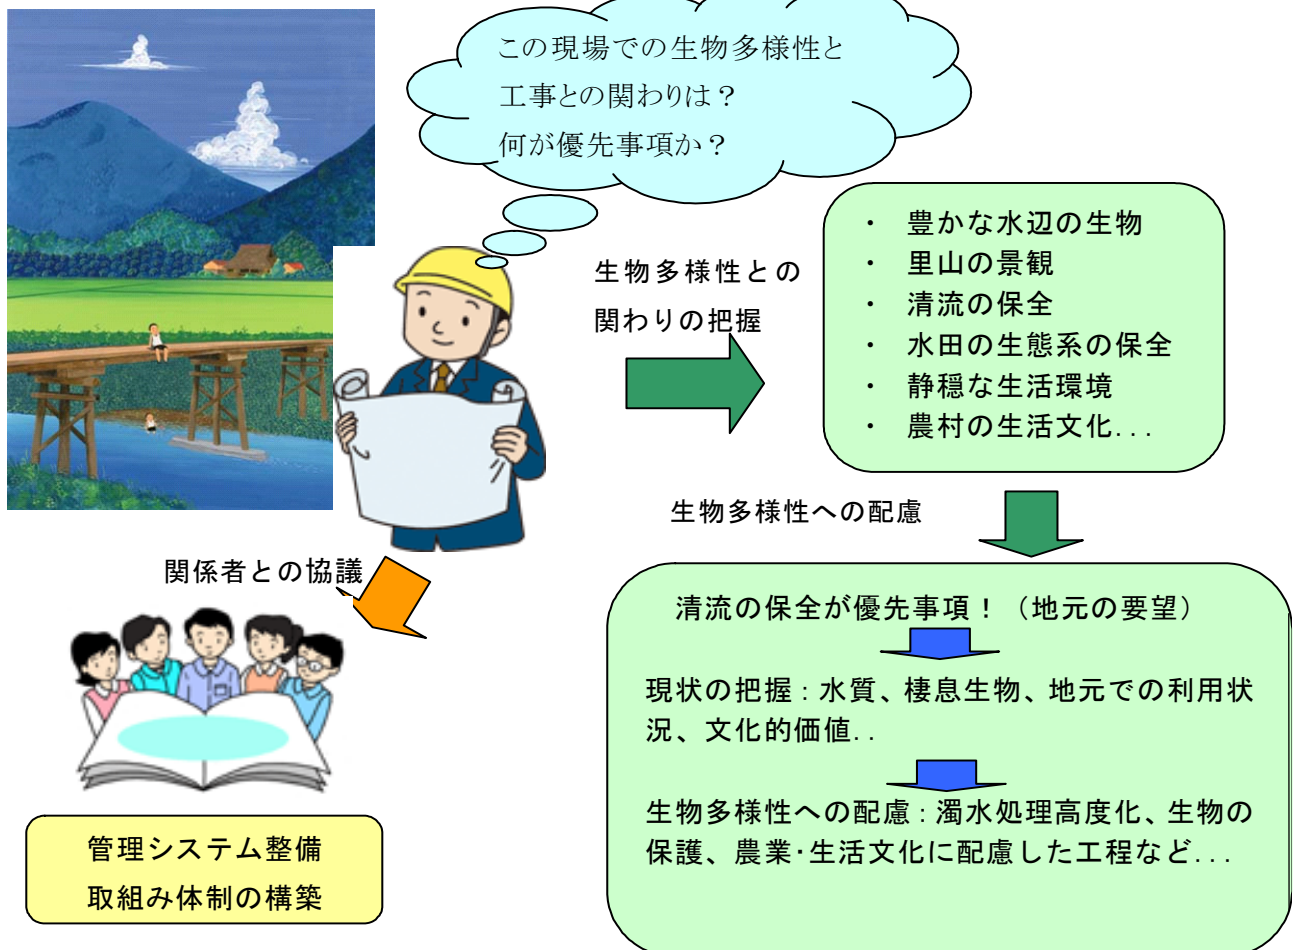 この現場での生物多様性と
工事との関わりは？
何が優先事項か？
生物多様性との
関わりの把握
・ 豊かな水辺の生物
・ 里山の景観
・ 清流の保全
・ 水田の生態系の保全
・ 静穏な生活環境
・ 農村の生活文化...
生物多様性への配慮
関係者との協議
清流の保全が優先事項！（地元の要望）
現状の把握：水質、棲息生物、地元での利用状
況、文化的価値..
生物多様性への配慮：濁水処理高度化、生物の
保護、農業・生活文化に配慮した工程など...
管理システム整備
取組み体制の構築